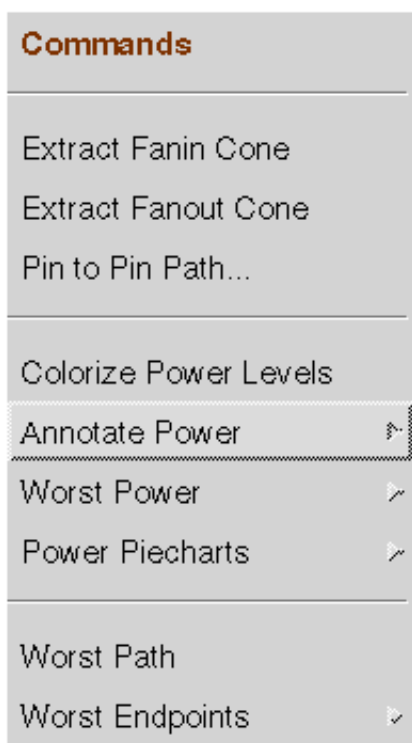 Commands
Extract Fanin Cone
Extract Fanout Cone
Pin to Pin Path...
Colorize Power Levels
Annotate Power
Worst Power
Power Piecharts
Worst Path
Worst Endpoints